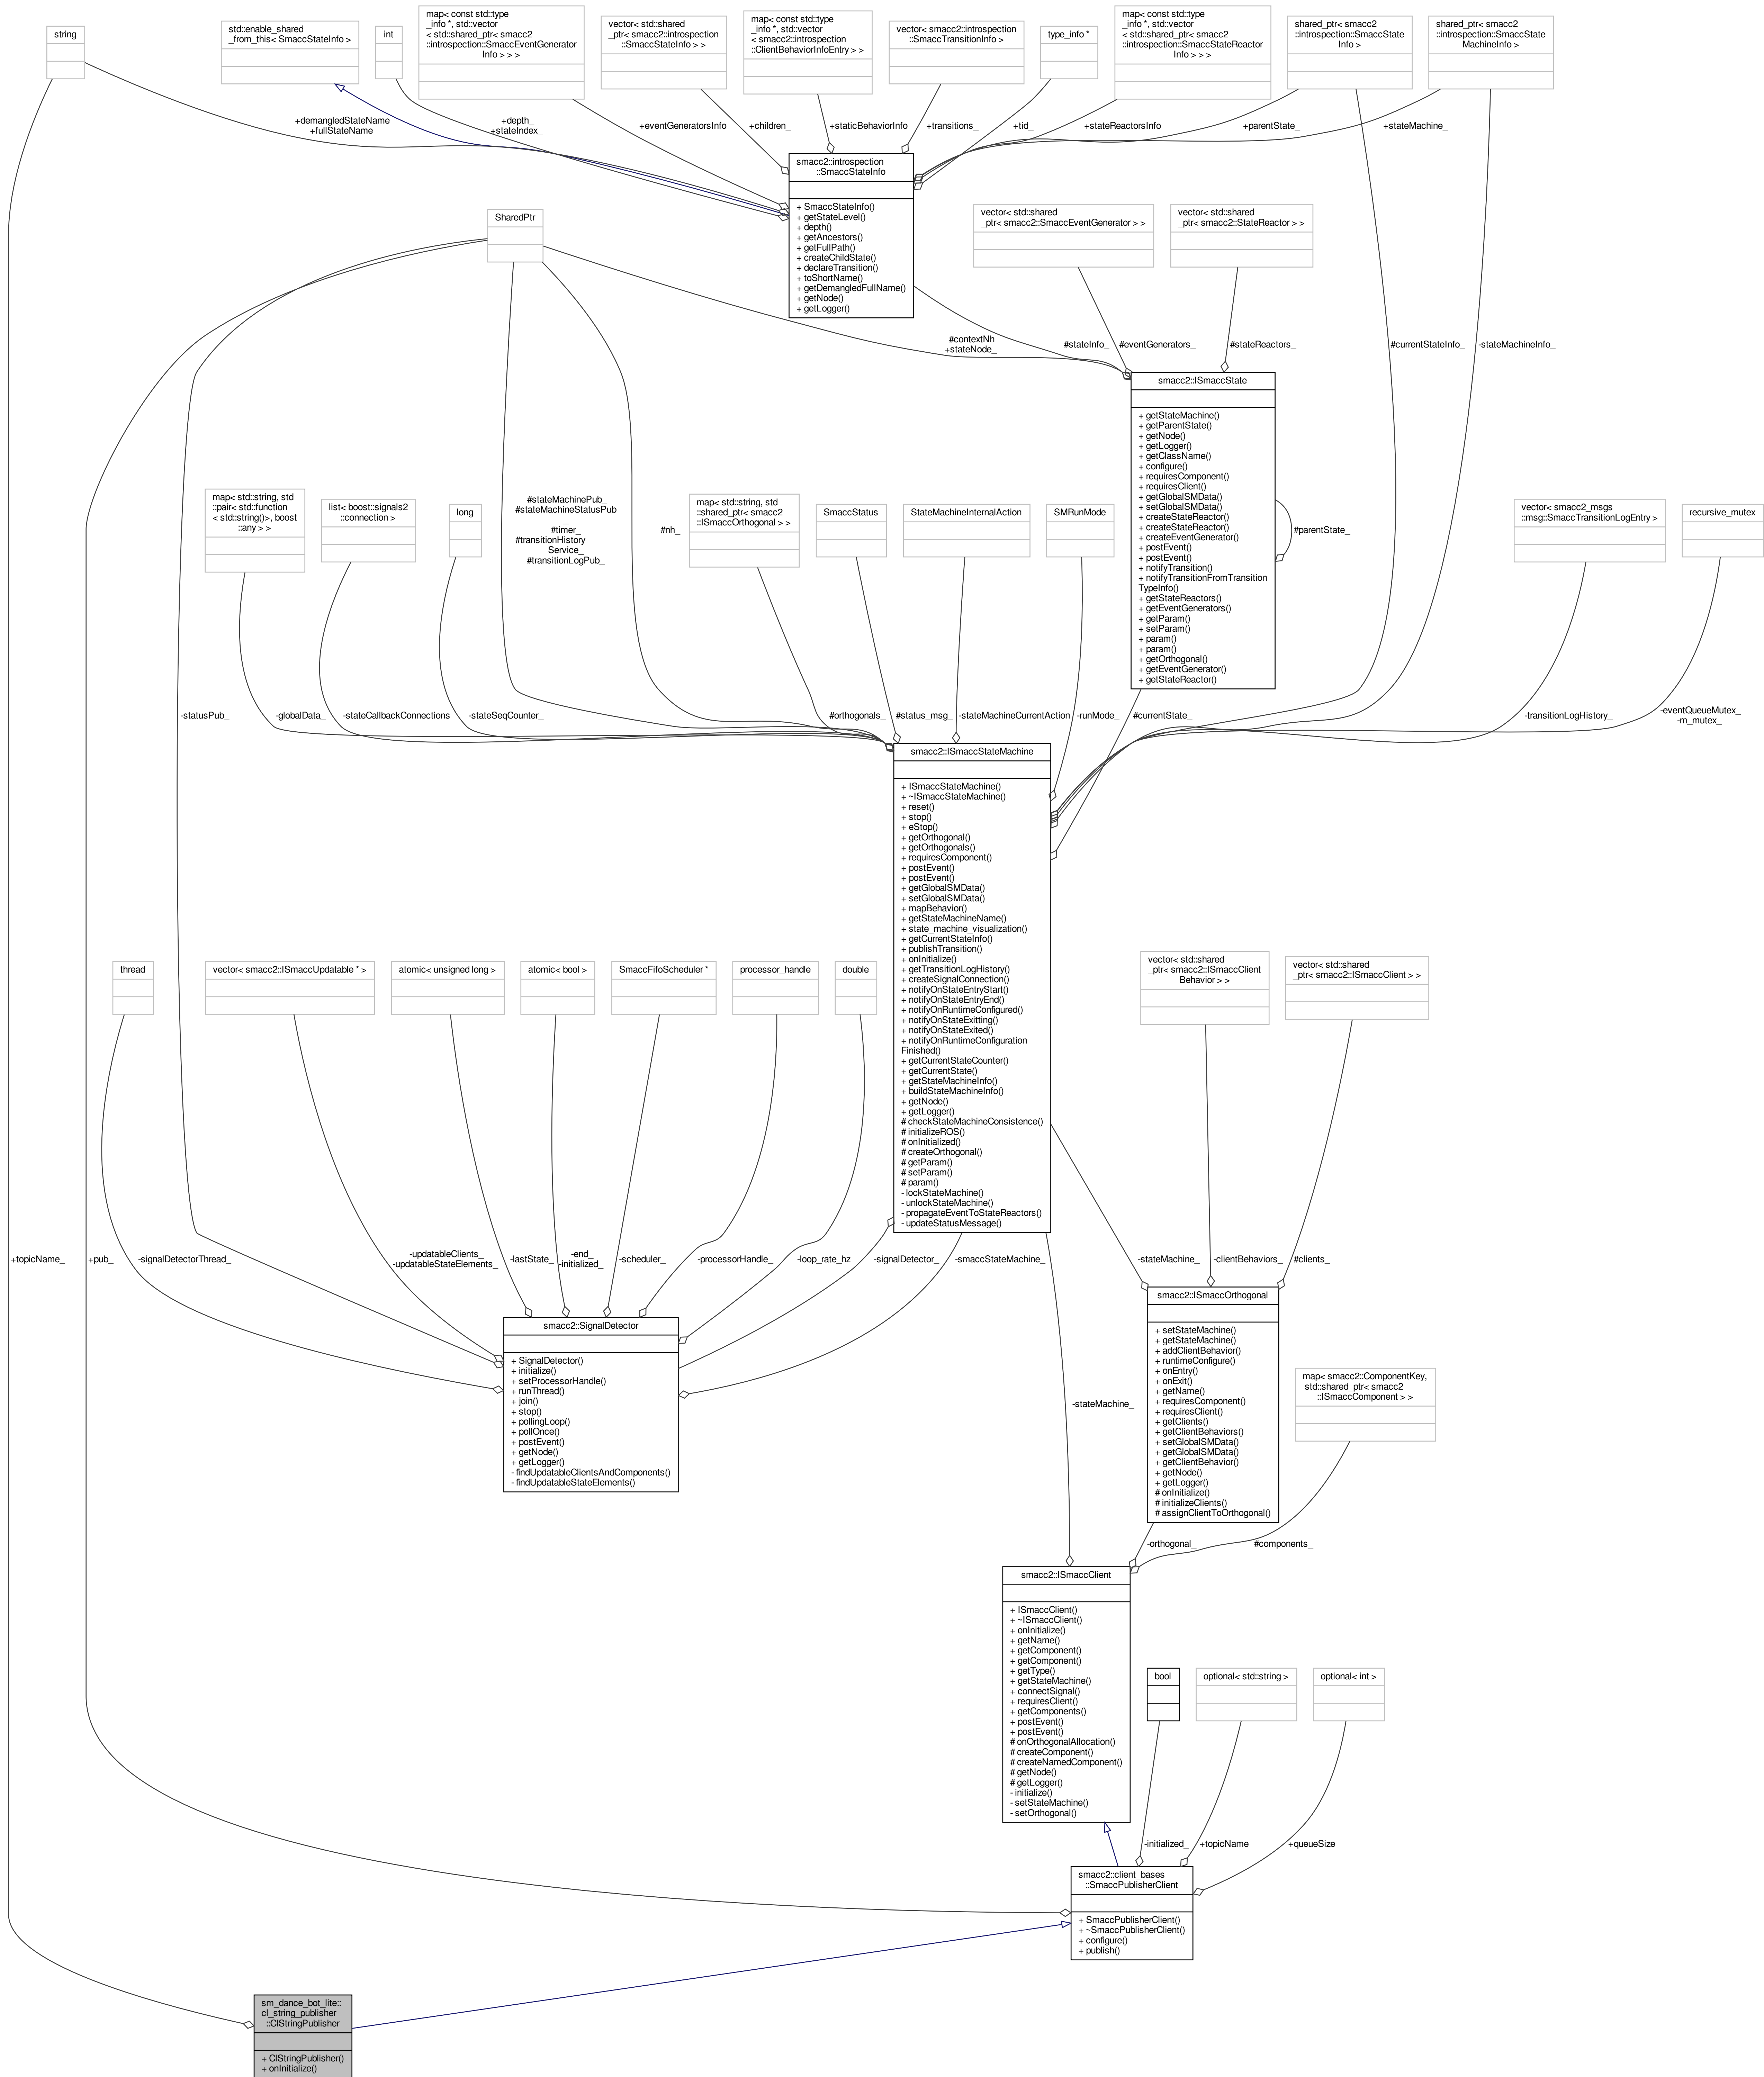 string
std::enable_shared
_from_this< SmaccStateInfo >
int
map< const std::type
_info *, std::vector
< std::shared_ptr< smacc2
::introspection::SmaccEventGenerator
Info > > >
vector< std::shared
_ptr< smacc2::introspection
::SmaccStateInfo > >
map< const std::type
_info *, std::vector
< smacc2::introspection
::ClientBehaviorInfoEntry > >
vector< smacc2::introspection
::SmaccTransitionInfo >
type_info *
map< const std::type
_info *, std::vector
< std::shared_ptr< smacc2
::introspection::SmaccStateReactor
Info > > >
shared_ptr< smacc2
::introspection::SmaccState
Info >
shared_ptr< smacc2
::introspection::SmaccState
MachineInfo >
+demangledStateName
+fullStateName
+depth_
+stateIndex_
+eventGeneratorsInfo
+children_
+staticBehaviorInfo
+transitions_
+tid_
+stateReactorsInfo
+parentState_
+stateMachine_
smacc2::introspection
::SmaccStateInfo
+ SmaccStateInfo()
+ getStateLevel()
+ depth()
+ getAncestors()
+ getFullPath()
+ createChildState()
+ declareTransition()
+ toShortName()
+ getDemangledFullName()
+ getNode()
+ getLogger()
SharedPtr
vector< std::shared
_ptr< smacc2::SmaccEventGenerator > >
vector< std::shared
_ptr< smacc2::StateReactor > >
#contextNh
+stateNode_
#stateInfo_
#eventGenerators_
#stateReactors_
#currentStateInfo_
-stateMachineInfo_
smacc2::ISmaccState
+ getStateMachine()
+ getParentState()
+ getNode()
+ getLogger()
+ getClassName()
+ configure()
+ requiresComponent()
+ requiresClient()
+ getGlobalSMData()
+ setGlobalSMData()
+ createStateReactor()
+ createStateReactor()
+ createEventGenerator()
+ postEvent()
+ postEvent()
+ notifyTransition()
+ notifyTransitionFromTransition
TypeInfo()
+ getStateReactors()
+ getEventGenerators()
+ getParam()
+ setParam()
+ param()
+ param()
+ getOrthogonal()
+ getEventGenerator()
+ getStateReactor()
#parentState_
map< std::string, std
::pair< std::function
< std::string()>, boost
::any > >
list< boost::signals2
::connection >
long
#stateMachinePub_
#stateMachineStatusPub
_
#timer_
#transitionHistory
Service_
#transitionLogPub_
#nh_
map< std::string, std
::shared_ptr< smacc2
::ISmaccOrthogonal > >
SmaccStatus
StateMachineInternalAction
SMRunMode
vector< smacc2_msgs
::msg::SmaccTransitionLogEntry >
recursive_mutex
-statusPub_
-globalData_
-stateCallbackConnections
-stateSeqCounter_
#orthogonals_
#status_msg_
-stateMachineCurrentAction
-runMode_
#currentState_
-transitionLogHistory_
-eventQueueMutex_
-m_mutex_
smacc2::ISmaccStateMachine
+ ISmaccStateMachine()
+ ~ISmaccStateMachine()
+ reset()
+ stop()
+ eStop()
+ getOrthogonal()
+ getOrthogonals()
+ requiresComponent()
+ postEvent()
+ postEvent()
+ getGlobalSMData()
+ setGlobalSMData()
+ mapBehavior()
+ getStateMachineName()
+ state_machine_visualization()
+ getCurrentStateInfo()
+ publishTransition()
+ onInitialize()
+ getTransitionLogHistory()
+ createSignalConnection()
+ notifyOnStateEntryStart()
+ notifyOnStateEntryEnd()
+ notifyOnRuntimeConfigured()
+ notifyOnStateExitting()
+ notifyOnStateExited()
+ notifyOnRuntimeConfiguration
Finished()
+ getCurrentStateCounter()
+ getCurrentState()
+ getStateMachineInfo()
+ buildStateMachineInfo()
+ getNode()
+ getLogger()
# checkStateMachineConsistence()
# initializeROS()
# onInitialized()
# createOrthogonal()
# getParam()
# setParam()
# param()
- lockStateMachine()
- unlockStateMachine()
- propagateEventToStateReactors()
- updateStatusMessage()
thread
vector< smacc2::ISmaccUpdatable * >
atomic< unsigned long >
atomic< bool >
SmaccFifoScheduler *
processor_handle
double
vector< std::shared
_ptr< smacc2::ISmaccClient
Behavior > >
vector< std::shared
_ptr< smacc2::ISmaccClient > >
+topicName_
+pub_
-signalDetectorThread_
-updatableClients_
-updatableStateElements_
-lastState_
-end_
-initialized_
-scheduler_
-processorHandle_
-loop_rate_hz
-signalDetector_
-smaccStateMachine_
-stateMachine_
-clientBehaviors_
#clients_
smacc2::SignalDetector
+ SignalDetector()
+ initialize()
+ setProcessorHandle()
+ runThread()
+ join()
+ stop()
+ pollingLoop()
+ pollOnce()
+ postEvent()
+ getNode()
+ getLogger()
- findUpdatableClientsAndComponents()
- findUpdatableStateElements()
smacc2::ISmaccOrthogonal
+ setStateMachine()
+ getStateMachine()
+ addClientBehavior()
+ runtimeConfigure()
+ onEntry()
+ onExit()
+ getName()
+ requiresComponent()
+ requiresClient()
+ getClients()
+ getClientBehaviors()
+ setGlobalSMData()
+ getGlobalSMData()
+ getClientBehavior()
+ getNode()
+ getLogger()
# onInitialize()
# initializeClients()
# assignClientToOrthogonal()
map< smacc2::ComponentKey,
std::shared_ptr< smacc2
::ISmaccComponent > >
-stateMachine_
-orthogonal_
#components_
smacc2::ISmaccClient
+ ISmaccClient()
+ ~ISmaccClient()
+ onInitialize()
+ getName()
+ getComponent()
+ getComponent()
+ getType()
+ getStateMachine()
+ connectSignal()
+ requiresClient()
+ getComponents()
+ postEvent()
+ postEvent()
# onOrthogonalAllocation()
# createComponent()
# createNamedComponent()
# getNode()
# getLogger()
- initialize()
- setStateMachine()
- setOrthogonal()
bool
optional< std::string >
optional< int >
-initialized_
+topicName
+queueSize
smacc2::client_bases
::SmaccPublisherClient
+ SmaccPublisherClient()
+ ~SmaccPublisherClient()
+ configure()
+ publish()
sm_dance_bot_lite::
cl_string_publisher
::ClStringPublisher
+ ClStringPublisher()
+ onInitialize()